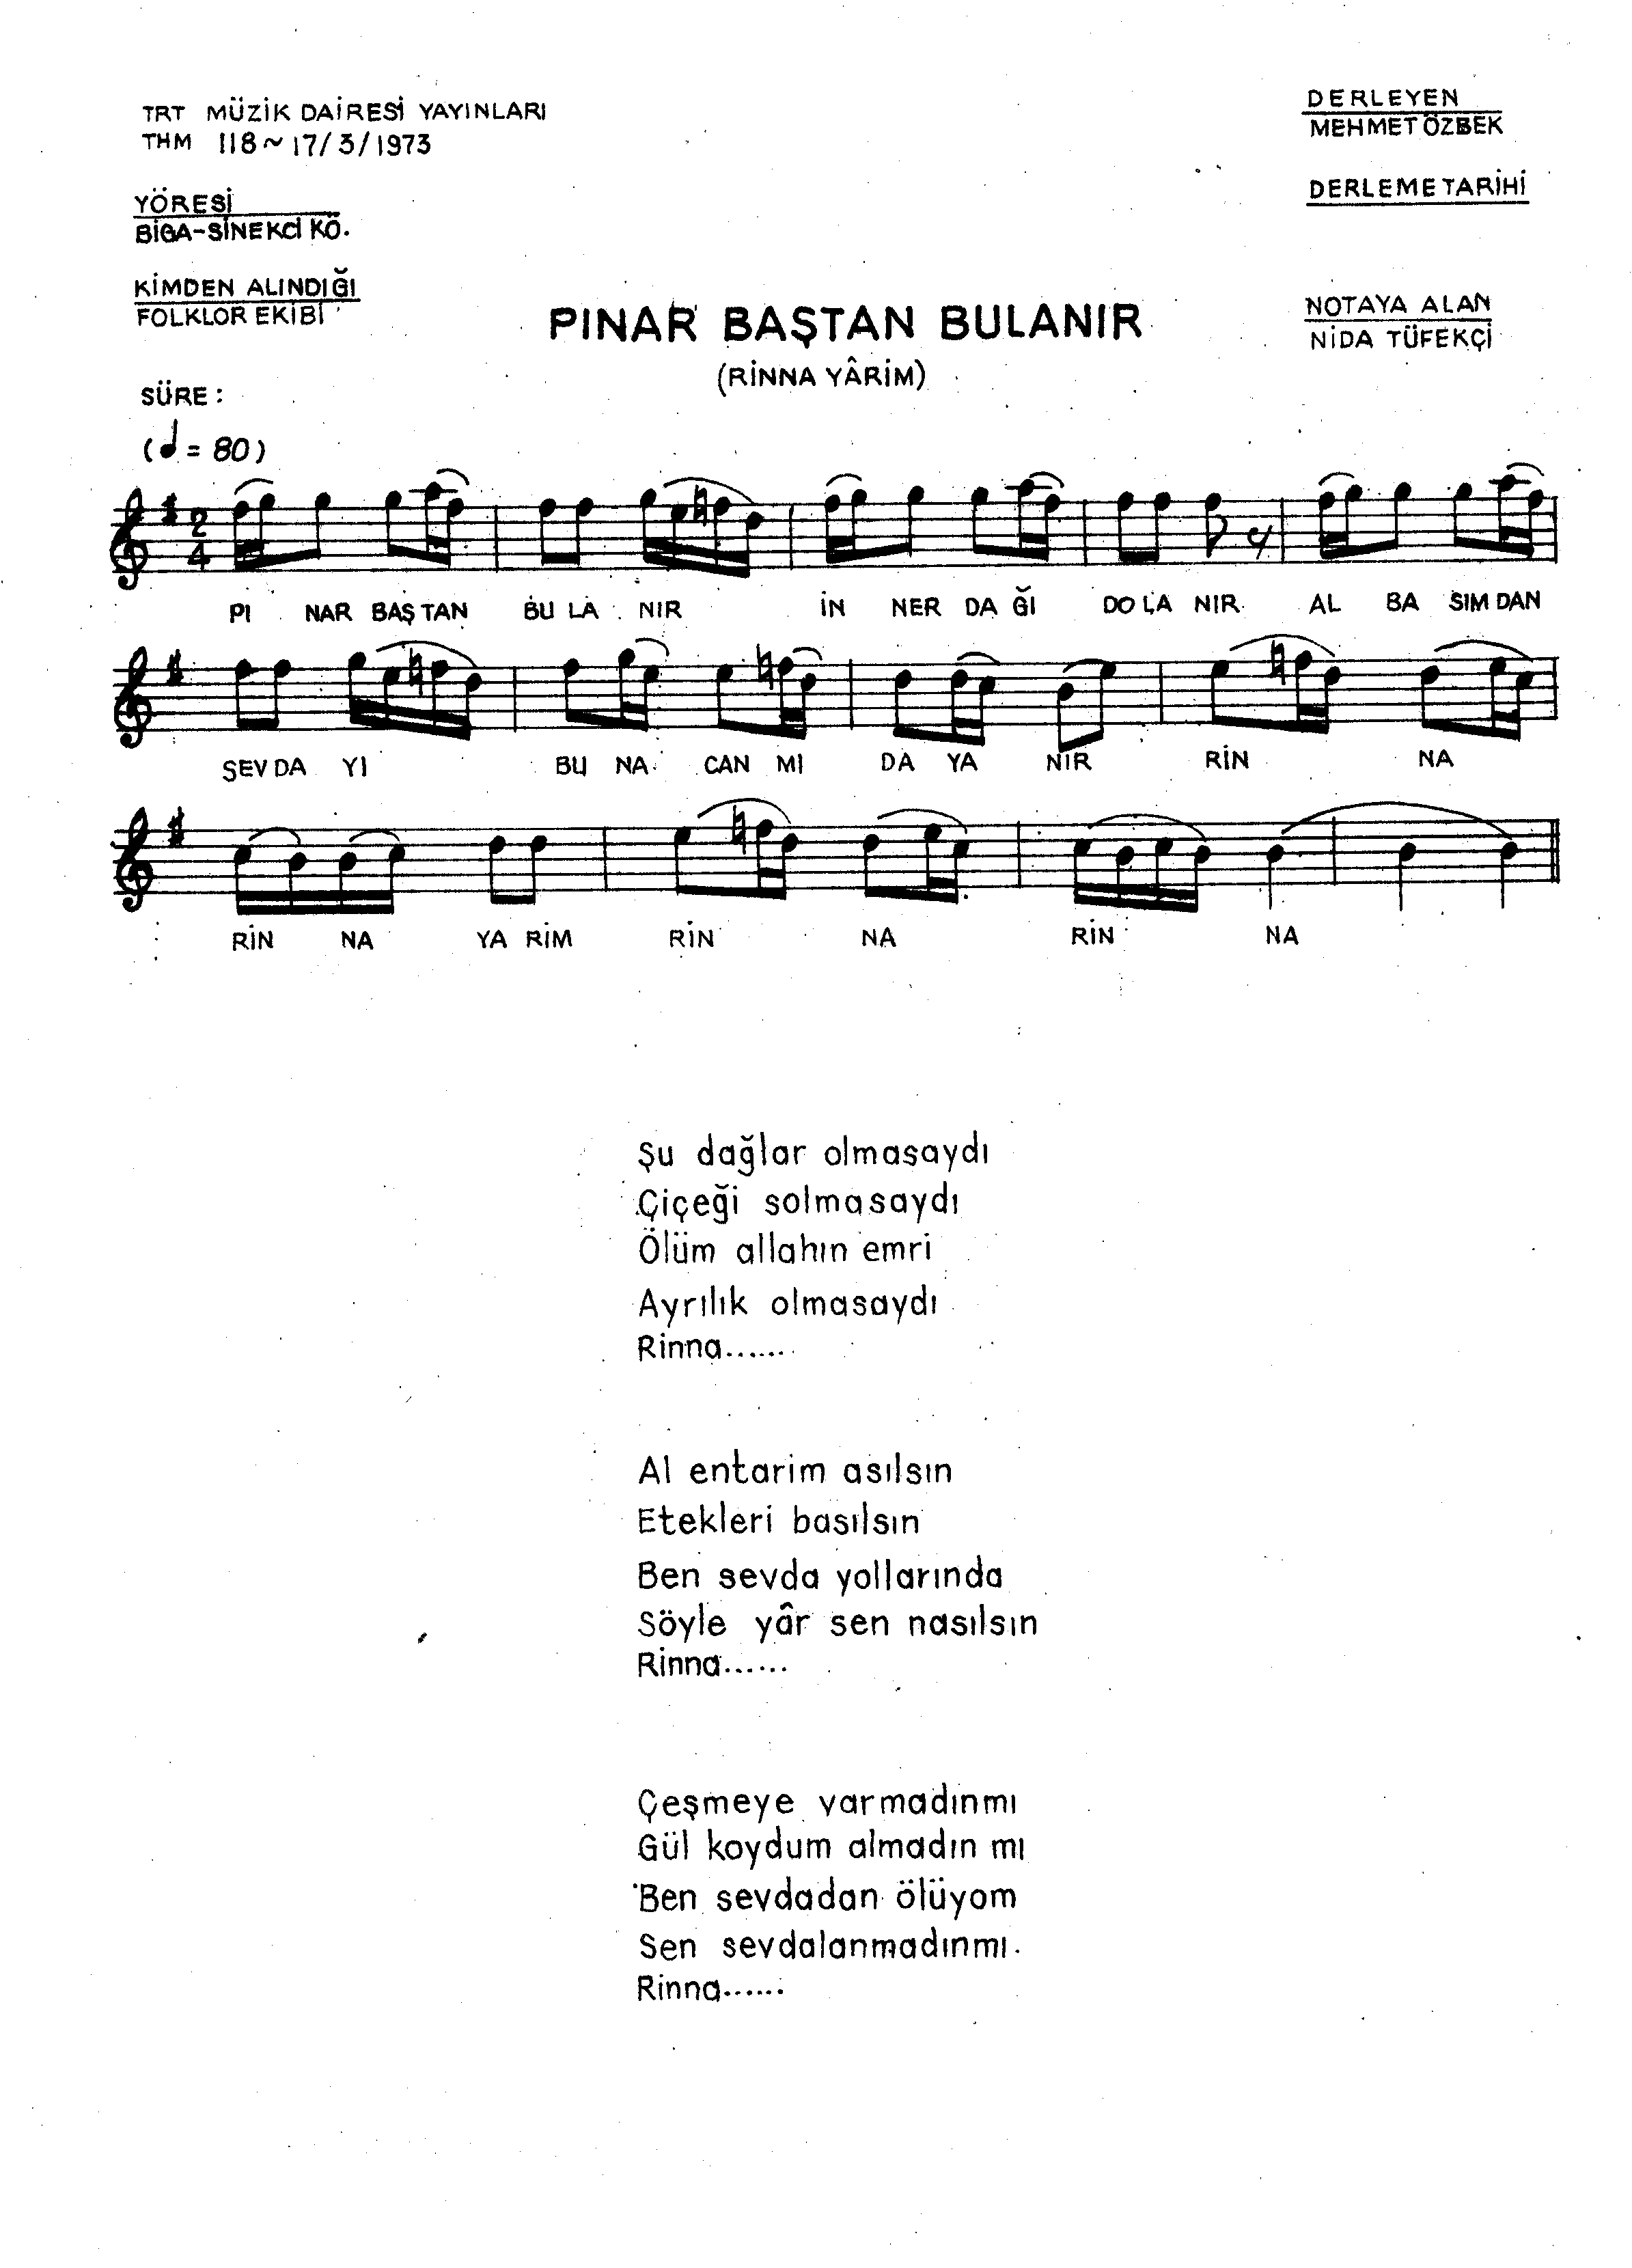 TRT MÜZİK DAİRESİ YAYINLARI
THM 118~17/3/1973
DERLEYEN
MEHMET ÖZBEK
DERLEME TARİHİ
YÖRESİ
BİGA-SİNEKCİ KÖ.
KİMDEN ALINDIĞI
FOLKLOR EKİBİ
NOTAYA ALAN
NİDA TÜFEKÇİ
PINAR BAŞTAN BULANIR
(RİNNA YÂRİM)
SÜRE:
(♩= 80)
2
4
PI NAR BAŞ TAN BU LA NIR İN NER DA ĞI DO LA NIR AL BA SIM DAN
SEV DA YI BU NA CAN MI DA YA NIR RİN NA
RİN NA YA RİM RİN NA RİN NA
Şu dağlar olmasaydı
Çiçeği solmasaydı
Ölüm allahın emri
Ayrılık olmasaydı
Rinna......
Al entarim asılsın
Etekleri basılsın
Ben sevda yollarında
Söyle yâr sen nasılsın
Rinna......
Çeşmeye varmadınmı
Gül koydum almadın mı
Ben sevdadan ölüyom
Sen sevdalanmadınmı.
Rinna......